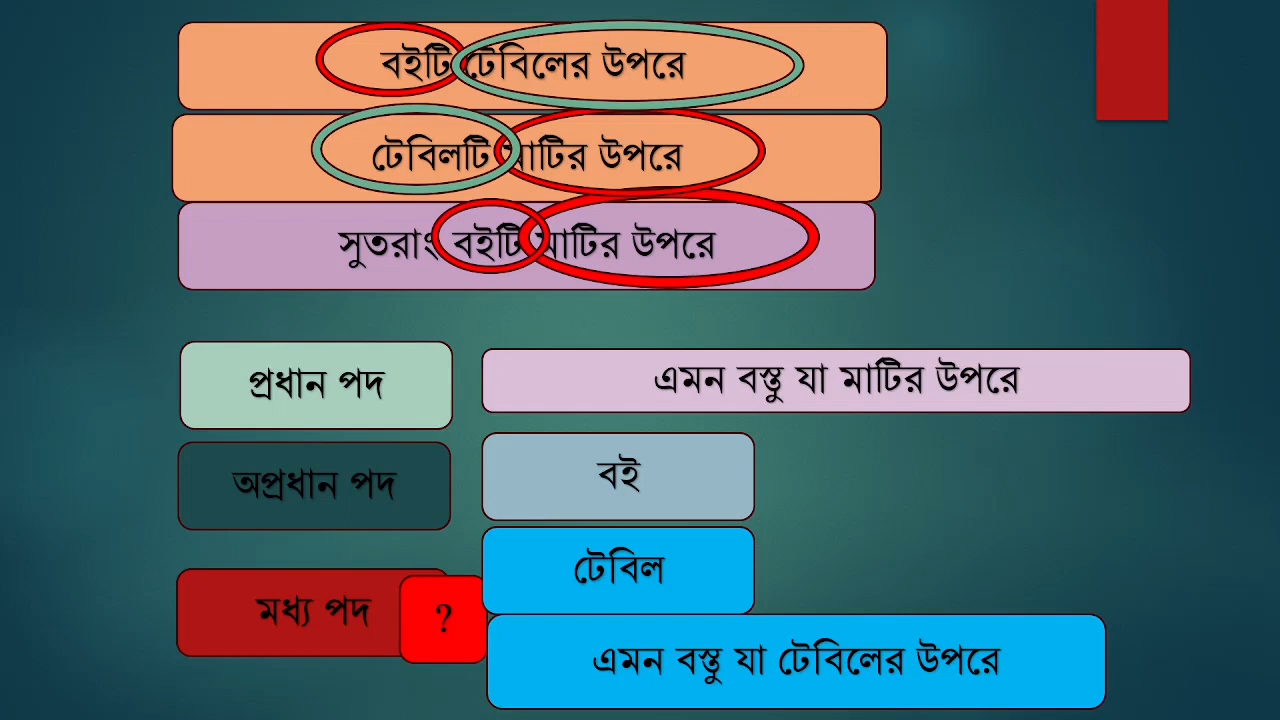 বইটি টেবিলের উপরে
টেবিলটি মাটির উপরে
সুতরাং বইটি মাটির উপরে
প্রধান পদ
এমন বস্তু যা মাটির উপরে
অপ্রধান পদ
বই
টেবিল
মধ্য পদ
?
এমন বস্তু যা টেবিলের উপরে